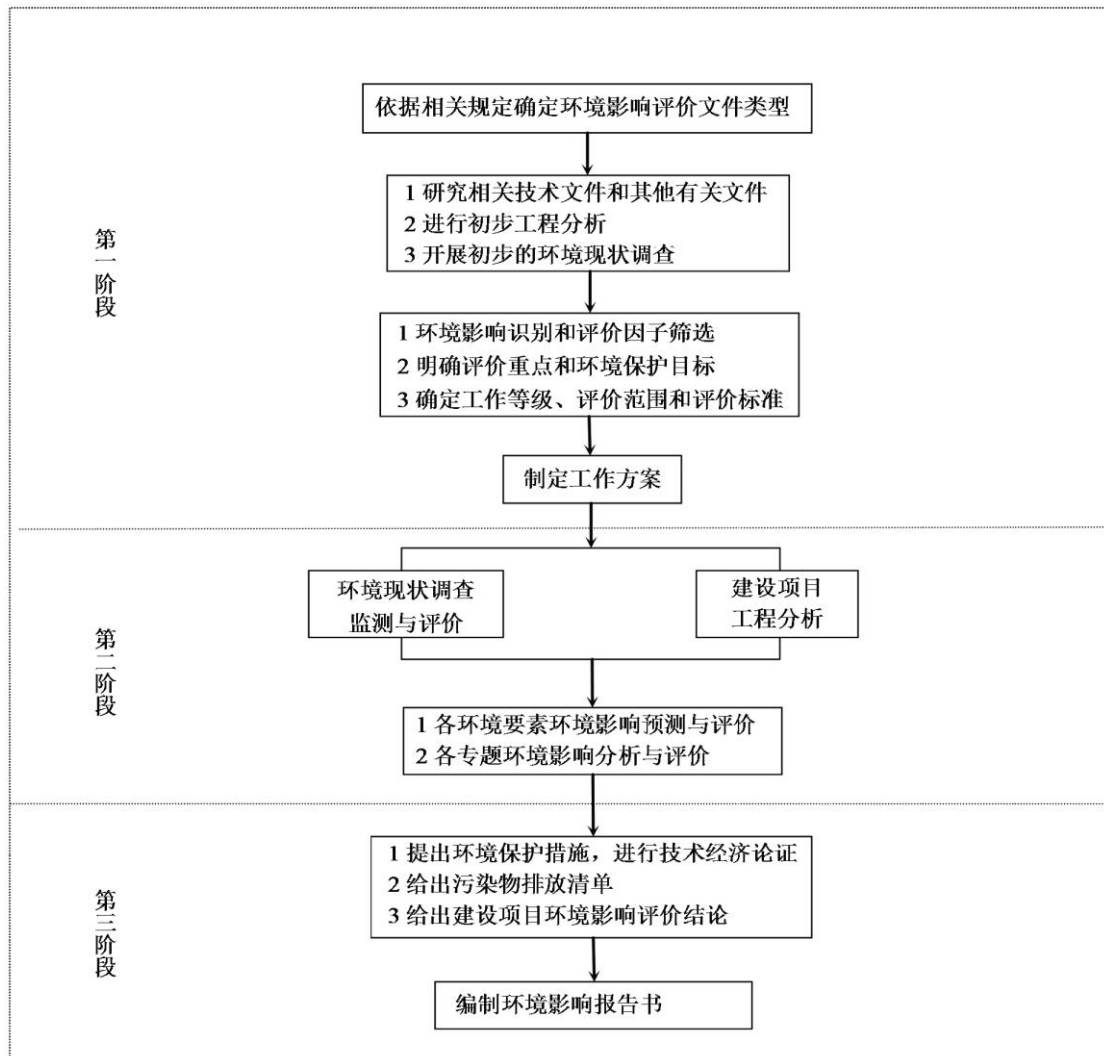 依据相关规定确定环境影响评价文件类型
1 研究相关技术文件和其他有关文件
2 进行初步工程分析
3 开展初步的环境现状调查
第一阶段
1 环境影响识别和评价因子筛选
2 明确评价重点和环境保护目标
3 确定工作等级、评价范围和评价标准
制定工作方案
环境现状调查
监测与评价
建设项目
工程分析
第二阶段
1 各环境要素环境影响预测与评价
2 各专题环境影响分析与评价
1 提出环境保护措施，进行技术经济论证
2 给出污染物排放清单
3 给出建设项目环境影响评价结论
第三阶段
编制环境影响报告书